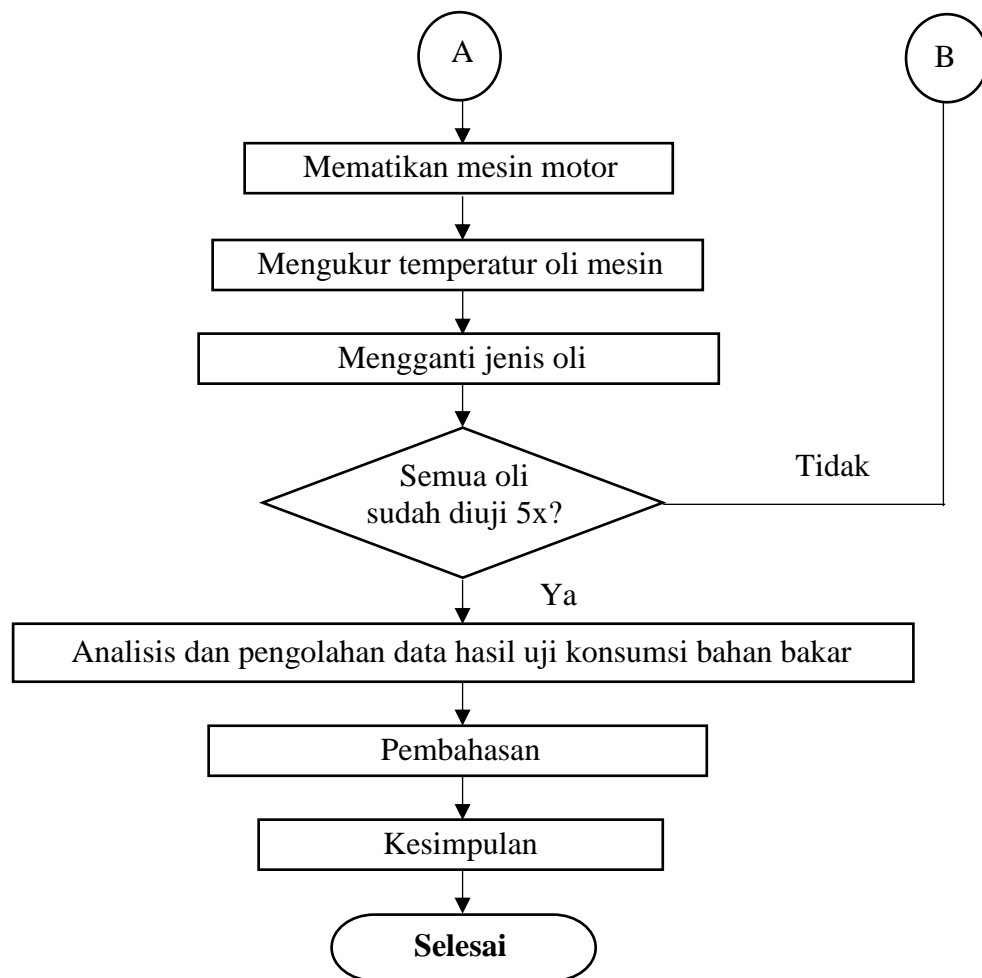 A
B
Mematikan mesin motor
Mengukur temperatur oli mesin
Mengganti jenis oli
Semua oli
sudah diuji 5x?
Tidak
Ya
Analisis dan pengolahan data hasil uji konsumsi bahan bakar
Pembahasan
Kesimpulan
Selesai